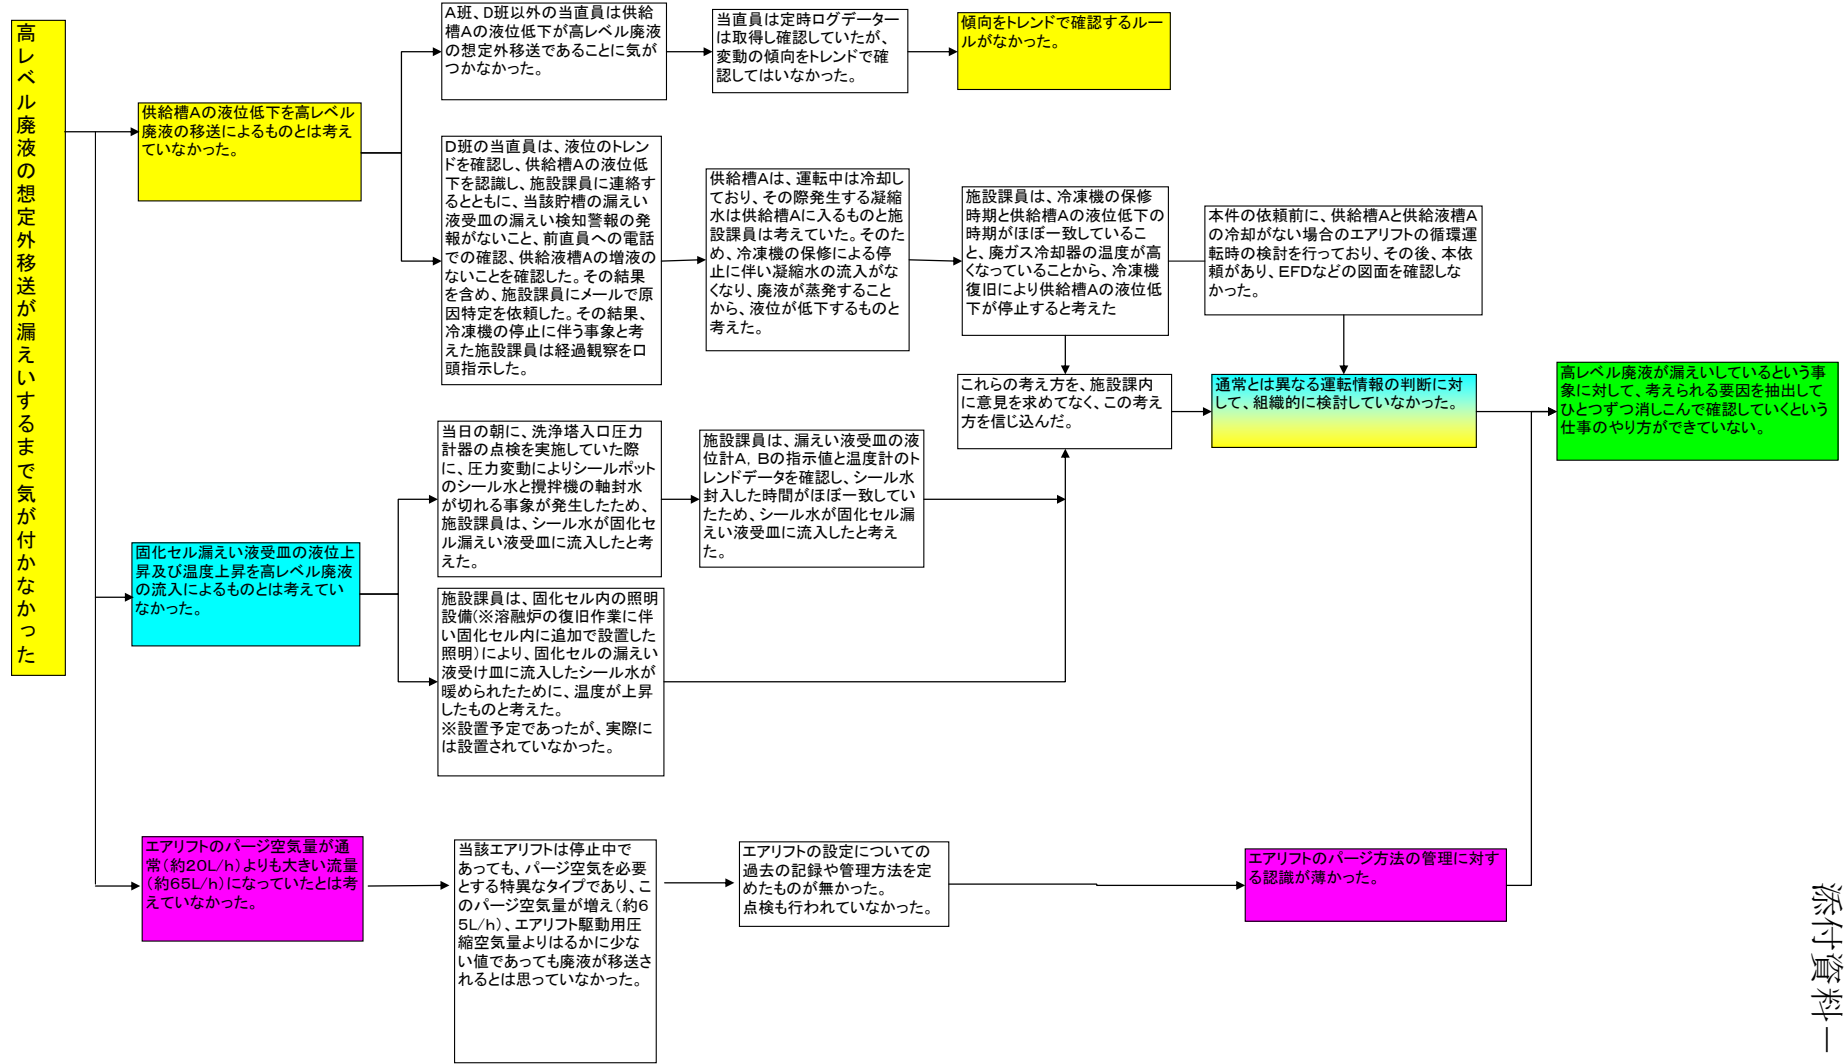 高レベル廃液の想定外移送が漏えいするまで気が付かなかった
供給槽Aの液位低下を高レベル
廃液の移送によるものとは考え
ていなかった。
A班、D班以外の当直員は供給
槽Aの液位低下が高レベル廃液
の想定外移送であることに気が
つかなかった。
当直員は定時ログデーター
は取得し確認していたが、
変動の傾向をトレンドで確
認してはいなかった。
傾向をトレンドで確認するルー
ルがなかった。
D班の当直員は、液位のトレン
ドを確認し、供給槽Aの液位低
下を認識し、施設課員に連絡す
るとともに、当該貯槽の漏えい
液受皿の漏えい検知警報の発
報がないこと、前直員への電話
での確認、供給液槽Aの増液の
ないことを確認した。その結果
を含め、施設課員にメールで原
因特定を依頼した。その結果、
冷凍機の停止に伴う事象と考
えた施設課員は経過観察を口
頭指示した。
供給槽Aは、運転中は冷却し
ており、その際発生する凝縮
水は供給槽Aに入るものと施
設課員は考えていた。そのた
め、冷凍機の保修による停
止に伴い凝縮水の流入がな
くなり、廃液が蒸発すること
から、液位が低下するものと
考えた。
施設課員は、冷凍機の保修
時期と供給槽Aの液位低下の
時期がほぼ一致しているこ
と、廃ガス冷却器の温度が高
くなっていることから、冷凍機
復旧により供給槽Aの液位低
下が停止すると考えた
本件の依頼前に、供給槽Aと供給液槽A
の冷却がない場合のエアリフトの循環運
転時の検討を行っており、その後、本依
頼があり、EFDなどの図面を確認しな
かった。
これらの考え方を、施設課内
に意見を求めてなく、この考え
方を信じ込んだ。
通常とは異なる運転情報の判断に対
して、組織的に検討していなかった。
高レベル廃液が漏えいしているという事
象に対して、考えられる要因を抽出して
ひとつずつ消しこんで確認していくという
仕事のやり方ができていない。
固化セル漏えい液受皿の液位上
昇及び温度上昇を高レベル廃液
の流入によるものとは考えてい
なかった。
当日の朝に、洗浄塔入口圧力
計器の点検を実施していた際
に、圧力変動によりシールポット
のシール水と攪拌機の軸封水
が切れる事象が発生したため、
施設課員は、シール水が固化セ
ル漏えい液受皿に流入したと考
えた。
施設課員は、漏えい液受皿の液
位計A, Bの指示値と温度計のト
レンドデータを確認し、シール水
封入した時間がほぼ一致してい
たため、シール水が固化セル漏
えい液受皿に流入したと考え
た。
施設課員は、固化セル内の照明
設備(※溶融炉の復旧作業に伴
い固化セル内に追加で設置した
照明)により、固化セルの漏えい
液受け皿に流入したシール水が
暖められたために、温度が上昇
したものと考えた。
※設置予定であったが、実際に
は設置されていなかった。
エアリフトのパージ空気量が通
常(約20L/h)よりも大きい流量
(約65L/h)になっていたとは考
えていなかった。
当該エアリフトは停止中で
あっても、パージ空気を必要
とする特異なタイプであり、こ
のパージ空気量が増え(約6
5L/h)、エアリフト駆動用圧
縮空気量よりはるかに少な
い値であっても廃液が移送さ
れるとは思っていなかった。
エアリフトの設定についての
過去の記録や管理方法を定
めたものが無かった。
点検も行われていなかった。
エアリフトのパージ方法の管理に対す
る認識が薄かった。
添付資料一